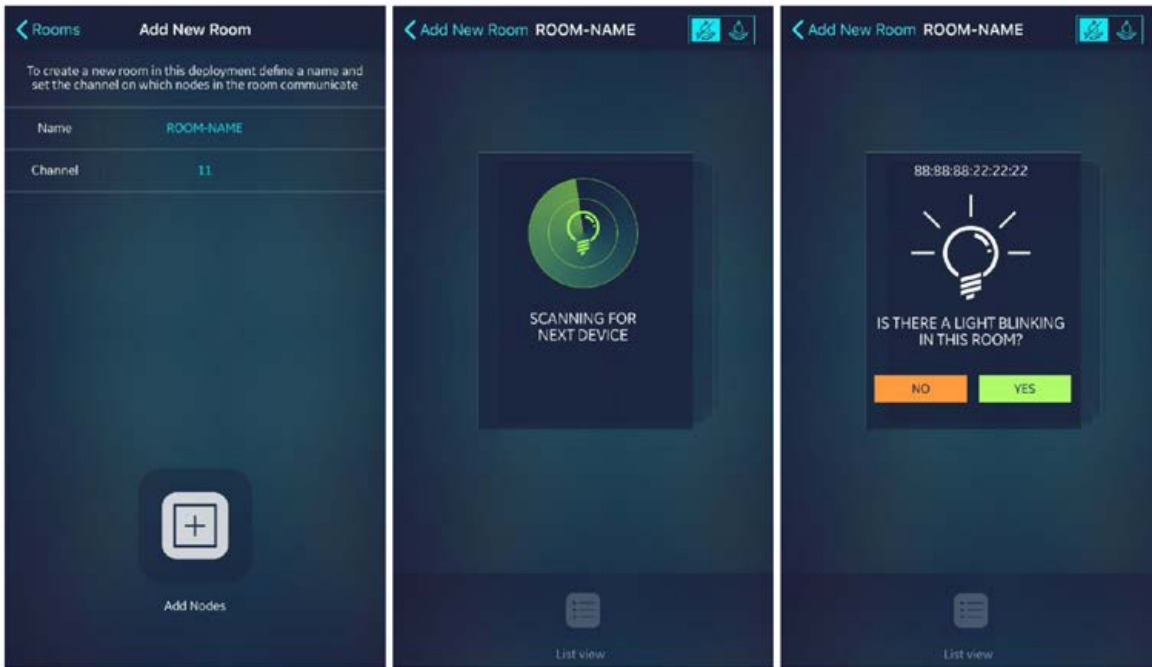 Rooms Add New Room
To create a new room in this deployment define a name and
set the channel on which nodes in the room communicate
Name ROOM-NAME
Channel 11
Add Nodes
Add New Room ROOM-NAME
SCANNING FOR
NEXT DEVICE
List view
Add New Room ROOM-NAME
88:88:88:22:22:22
IS THERE A LIGHT BLINKING
IN THIS ROOM?
NO YES
List view